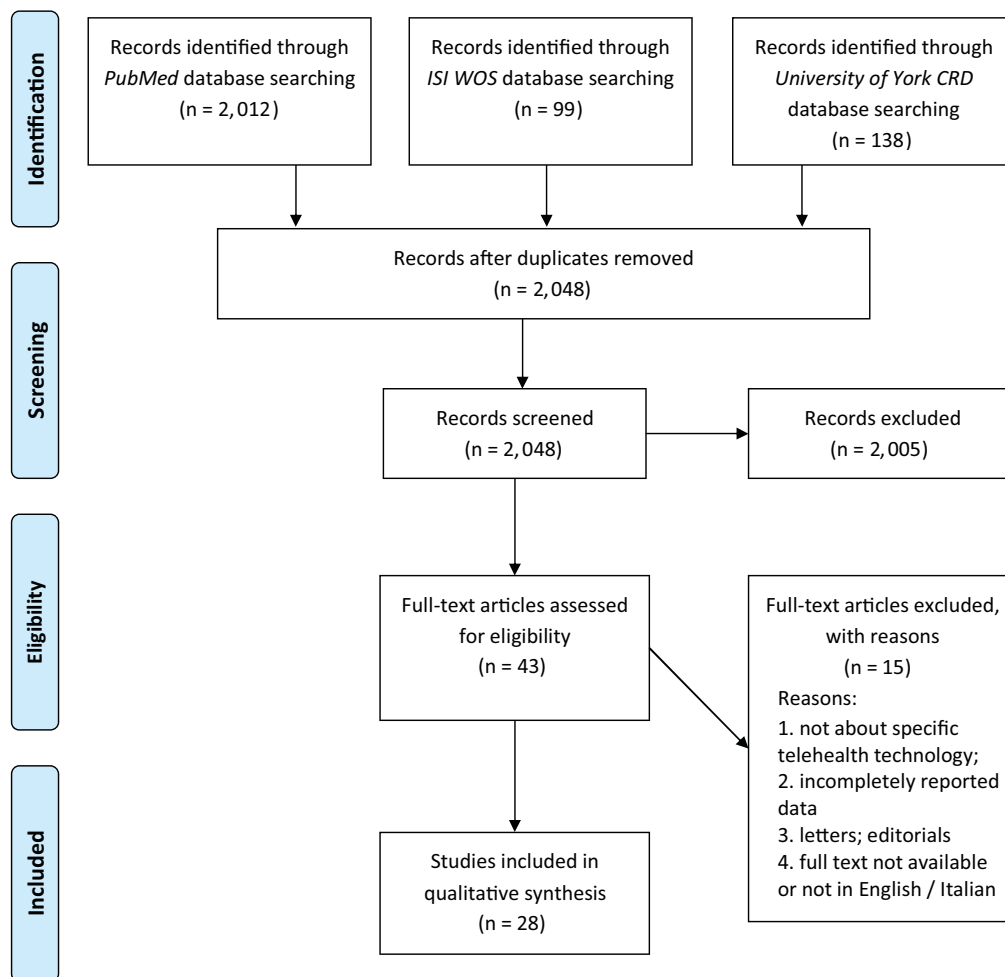 Identification
Records identified through
PubMed database searching
(n = 2,012)
Records identified through
ISI WOS database searching
(n = 99)
Records identified through
University of York CRD
database searching
(n = 138)
Records after duplicates removed
(n = 2,048)
Screening
Records screened
(n = 2,048)
Records excluded
(n = 2,005)
Eligibility
Full-text articles assessed
for eligibility
(n = 43)
Full-text articles excluded,
with reasons
(n = 15)
Reasons:
1. not about specific
telehealth technology;
2. incompletely reported
data
3. letters; editorials
4. full text not available
or not in English / Italian
Included
Studies included in
qualitative synthesis
(n = 28)